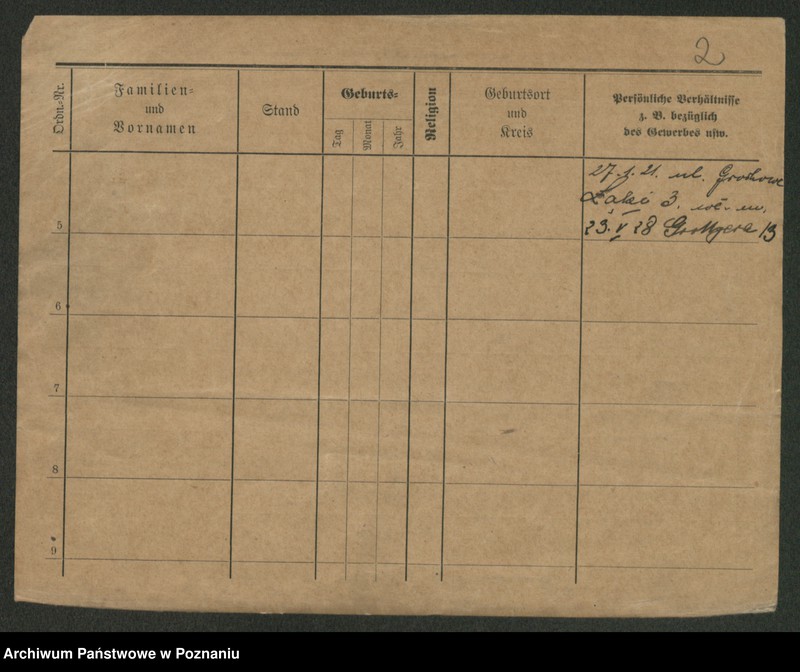 2
Ordn.-Nr.
Familien-
und
Vornamen
Stand
Geburts-
Tag
Monat
Jahr
Religion
Geburtsort
und
Kreis
Persönliche Verhältnisse
z. B. bezüglich
des Gewerbes usw.
27. 1. 21. ul. Grochowe
Łąki 3.
5
23. V 28 Grottgera 13
6
7
8
9
Archiwum Państwowe w Poznaniu